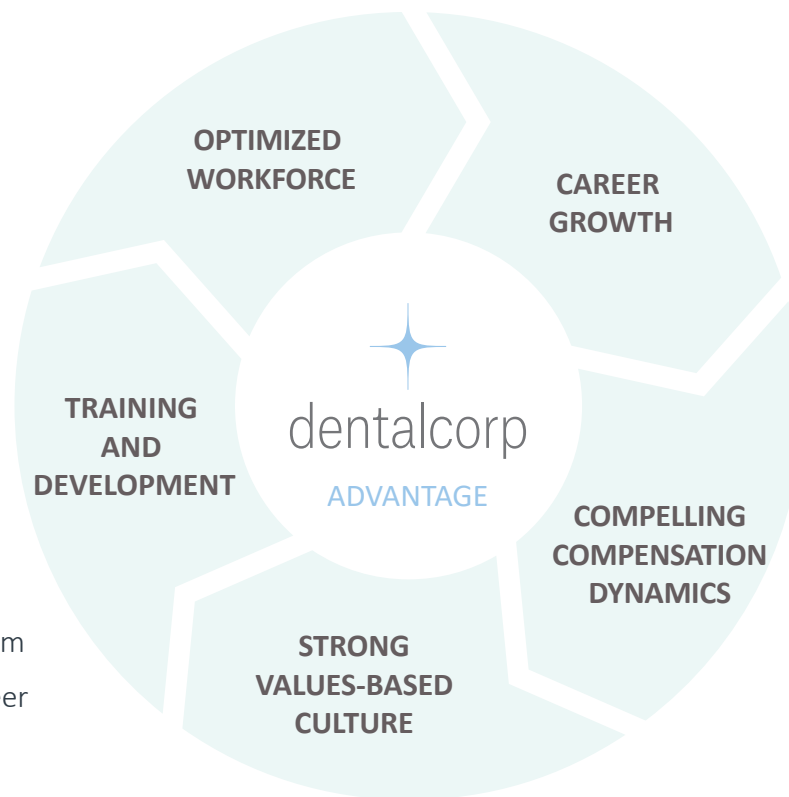 OPTIMIZED
WORKFORCE
CAREER
GROWTH
TRAINING
AND
DEVELOPMENT
dentalcorp
ADVANTAGE
COMPELLING
COMPENSATION
DYNAMICS
STRONG
VALUES-BASED
CULTURE